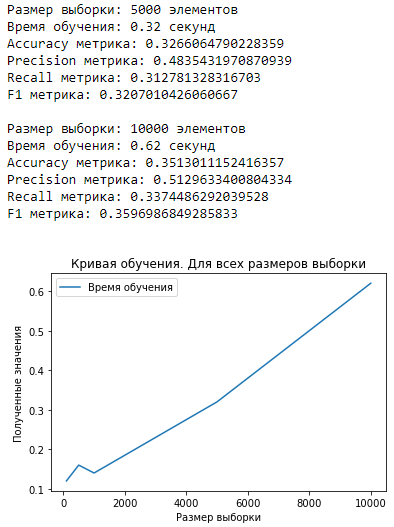 Размер выборки: 5000 элементов
Время обучения: 0.32 секунд
Accuracy метрика: 0.3266064790228359
Precision метрика: 0.4835431970870939
Recall метрика: 0.312781328316703
F1 метрика: 0.3207010426060667
Размер выборки: 10000 элементов
Время обучения: 0.62 секунд
Accuracy метрика: 0.3513011152416357
Precision метрика: 0.5129633400804334
Recall метрика: 0.3374486292039528
F1 метрика: 0.3596986849285833
Кривая обучения. Для всех размеров выборки
Время обучения
Полученные значения
0.6
0.5
0.4
0.3
0.2
0.1
0 2000 4000 6000 8000 10000
Размер выборки